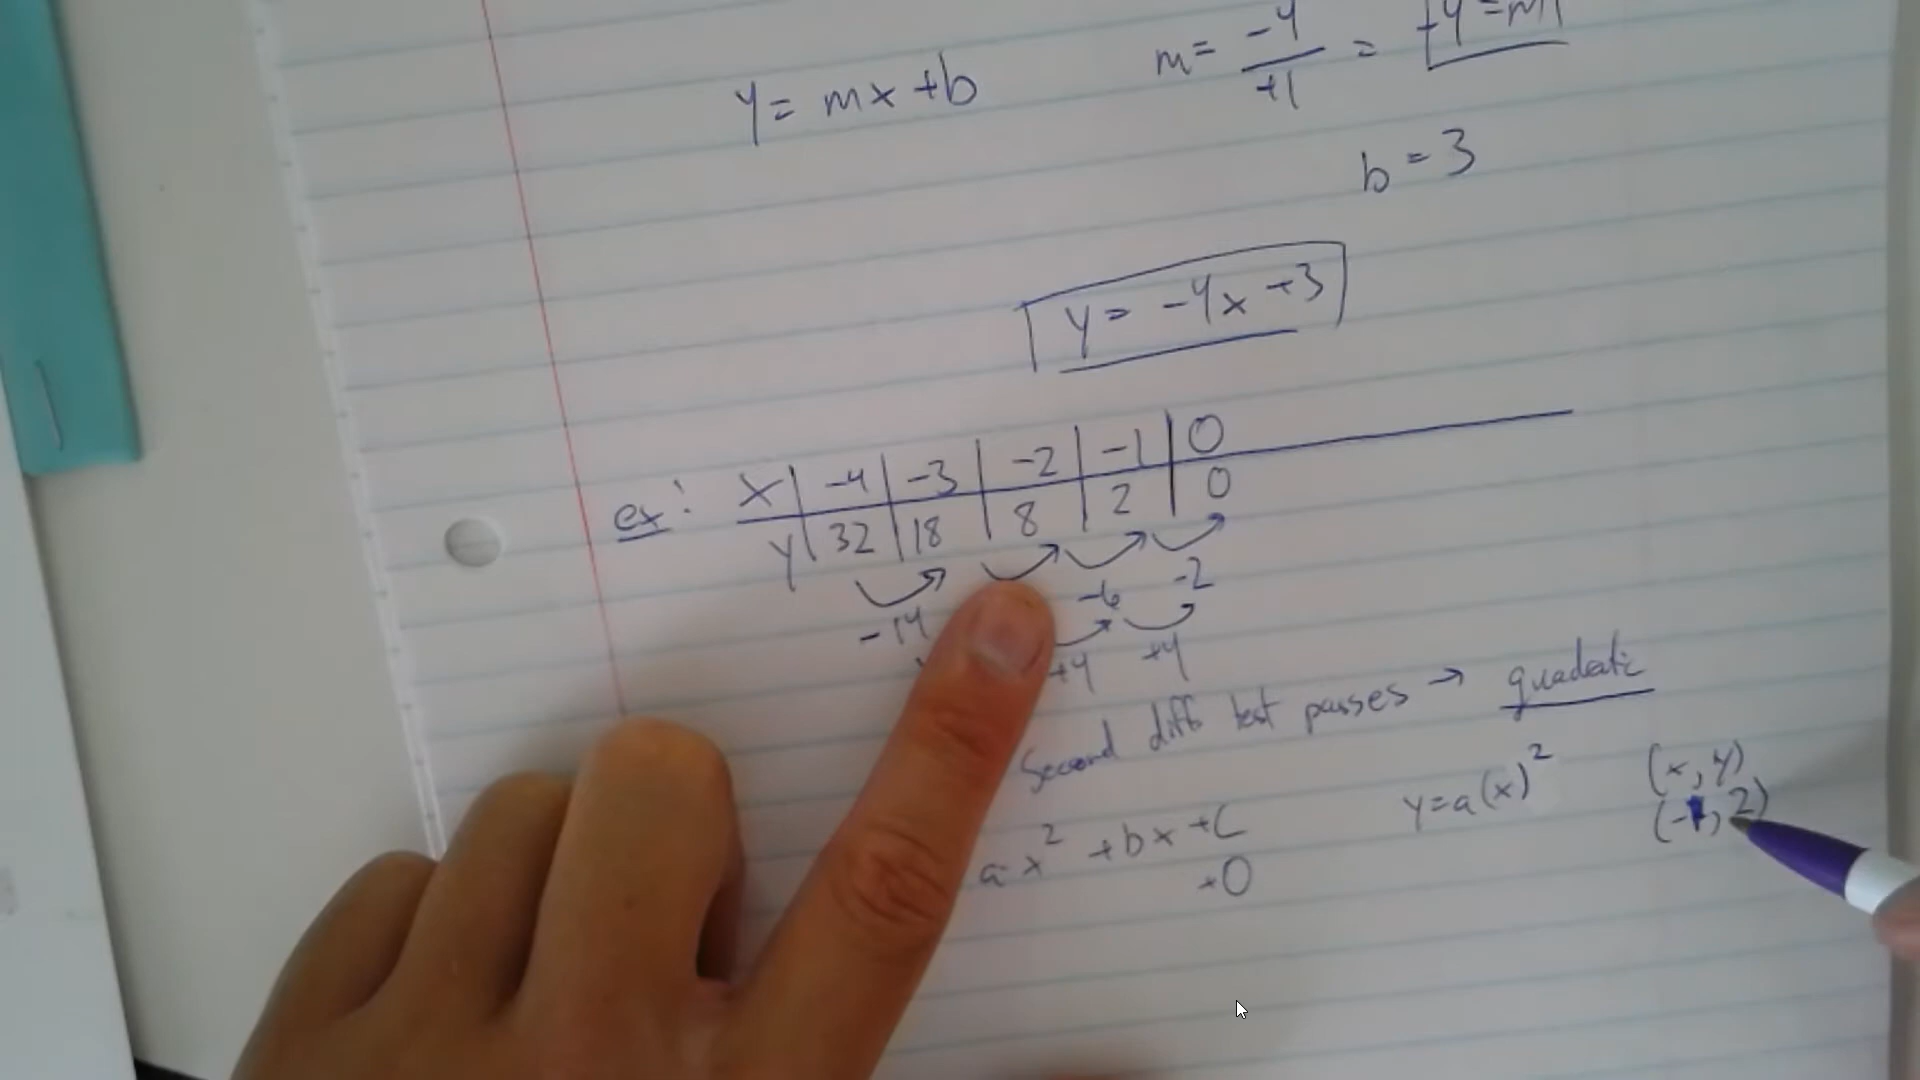 y = mx + b
m = -4/+1 =
b = 3
y = -4x + 3
ex: x | -4 | -3 | -2 | -1 | 0
y | 32 | 18 | 8 | 2 | 0
-14 -6 -2
+4 +4
Second diff test passes → quadratic
ax² + bx + C
+0
y = a(x)²
(x, y)
(-1, 2)